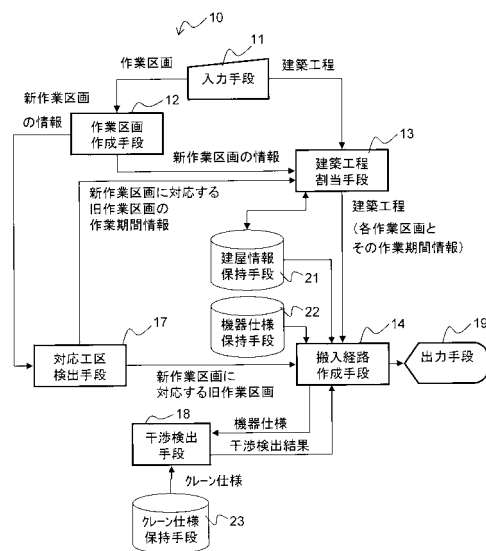 10
11
作業区画
入力手段
建築工程
新作業区画
の情報
12
作業区画
作成手段
13
新作業区画の情報
建築工程
割当手段
新作業区画に対応する
旧作業区画の
作業期間情報
建築工程
(各作業区画と
その作業期間情報)
建屋情報
保持手段
21
22
機器仕様
保持手段
17
14
19
対応工区
検出手段
搬入経路
作成手段
出力手段
新作業区画に
対応する旧作業区画
18
機器仕様
干渉検出
手段
干渉検出結果
クレーン仕様
クレーン仕様
保持手段
23